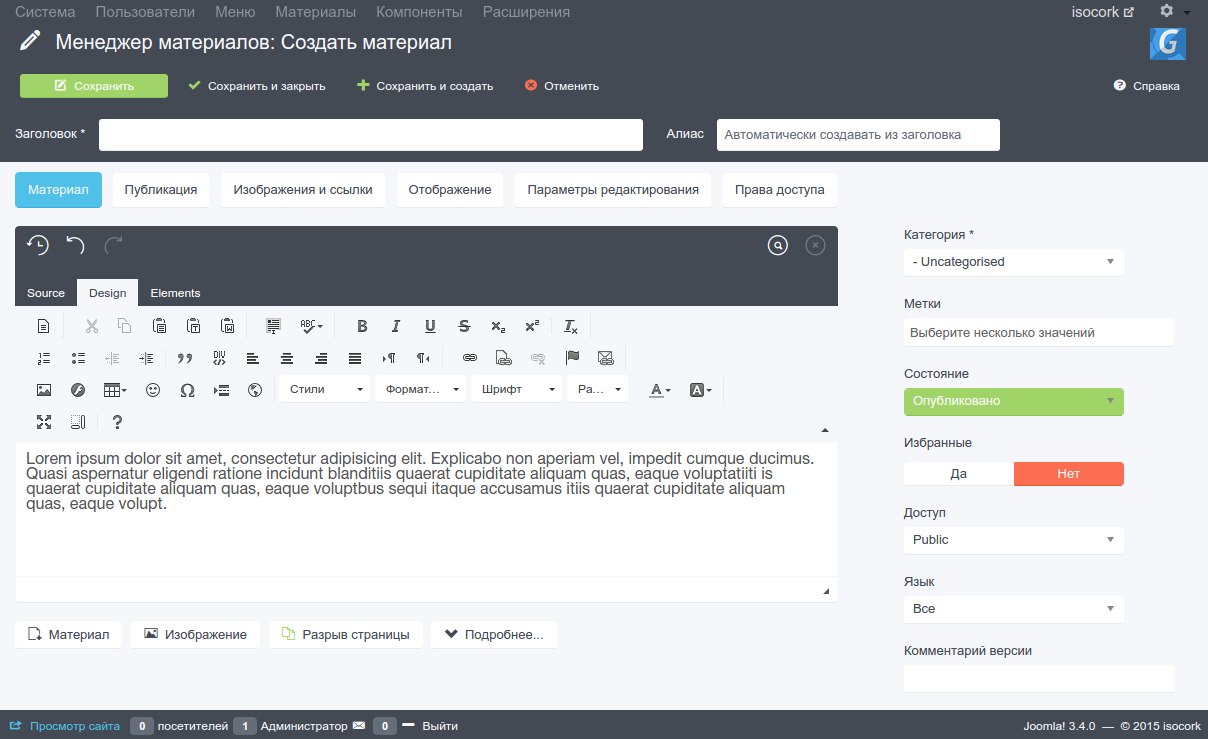 Система Пользователи Меню Материалы Компоненты Расширения isocork
Менеджер материалов: Создать материал
Сохранить Сохранить и закрыть Сохранить и создать Отменить Справка
Заголовок * Алиас Автоматически создавать из заголовка
Материал Публикация Изображения и ссылки Отображение Параметры редактирования Права доступа
Source Design Elements
ABC
B I U S x₂ x² Tx
DIV
Стили Формат... Шрифт Ра... A A
?
Lorem ipsum dolor sit amet, consectetur adipisicing elit. Explicabo non aperiam vel, impedit cumque ducimus.
Quasi aspernatur eligendi ratione incidunt blanditiis quaerat cupiditate aliquam quas, eaque voluptatiiti is
quaerat cupiditate aliquam quas, eaque voluptbus sequi itaque accusamus itiis quaerat cupiditate aliquam
quas, eaque volupt.
Материал Изображение Разрыв страницы Подробнее...
Категория *
- Uncategorised
Метки
Выберите несколько значений
Состояние
Опубликовано
Избранные
Да Нет
Доступ
Public
Язык
Все
Комментарий версии
Просмотр сайта 0 посетителей 1 Администратор 0 Выйти Joomla! 3.4.0 — © 2015 isocork